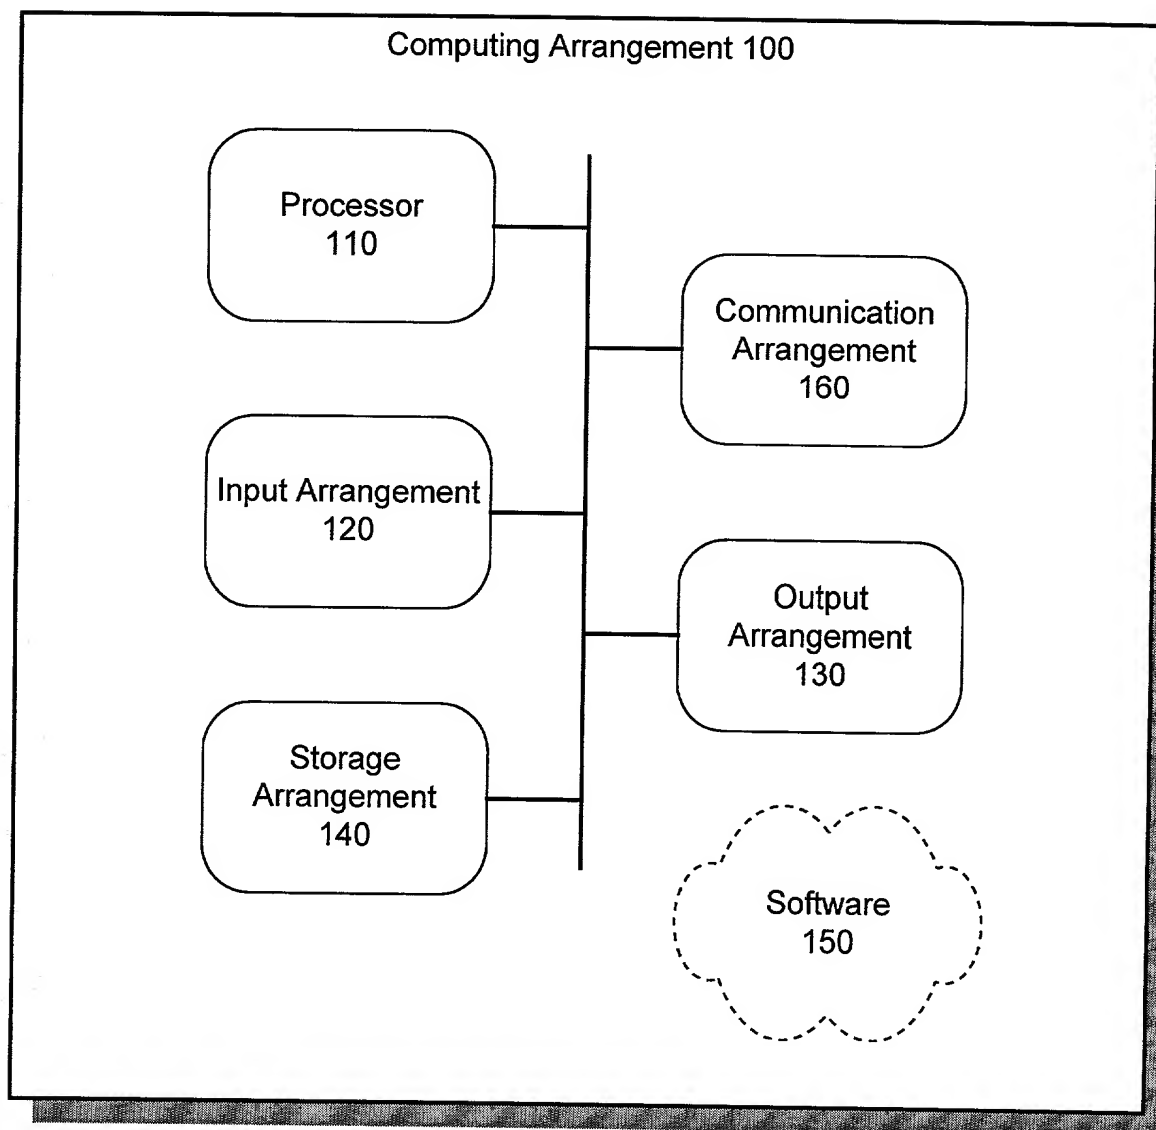 Computing Arrangement 100
Processor
110
Communication
Arrangement
160
Input Arrangement
120
Output
Arrangement
130
Storage
Arrangement
140
Software
150